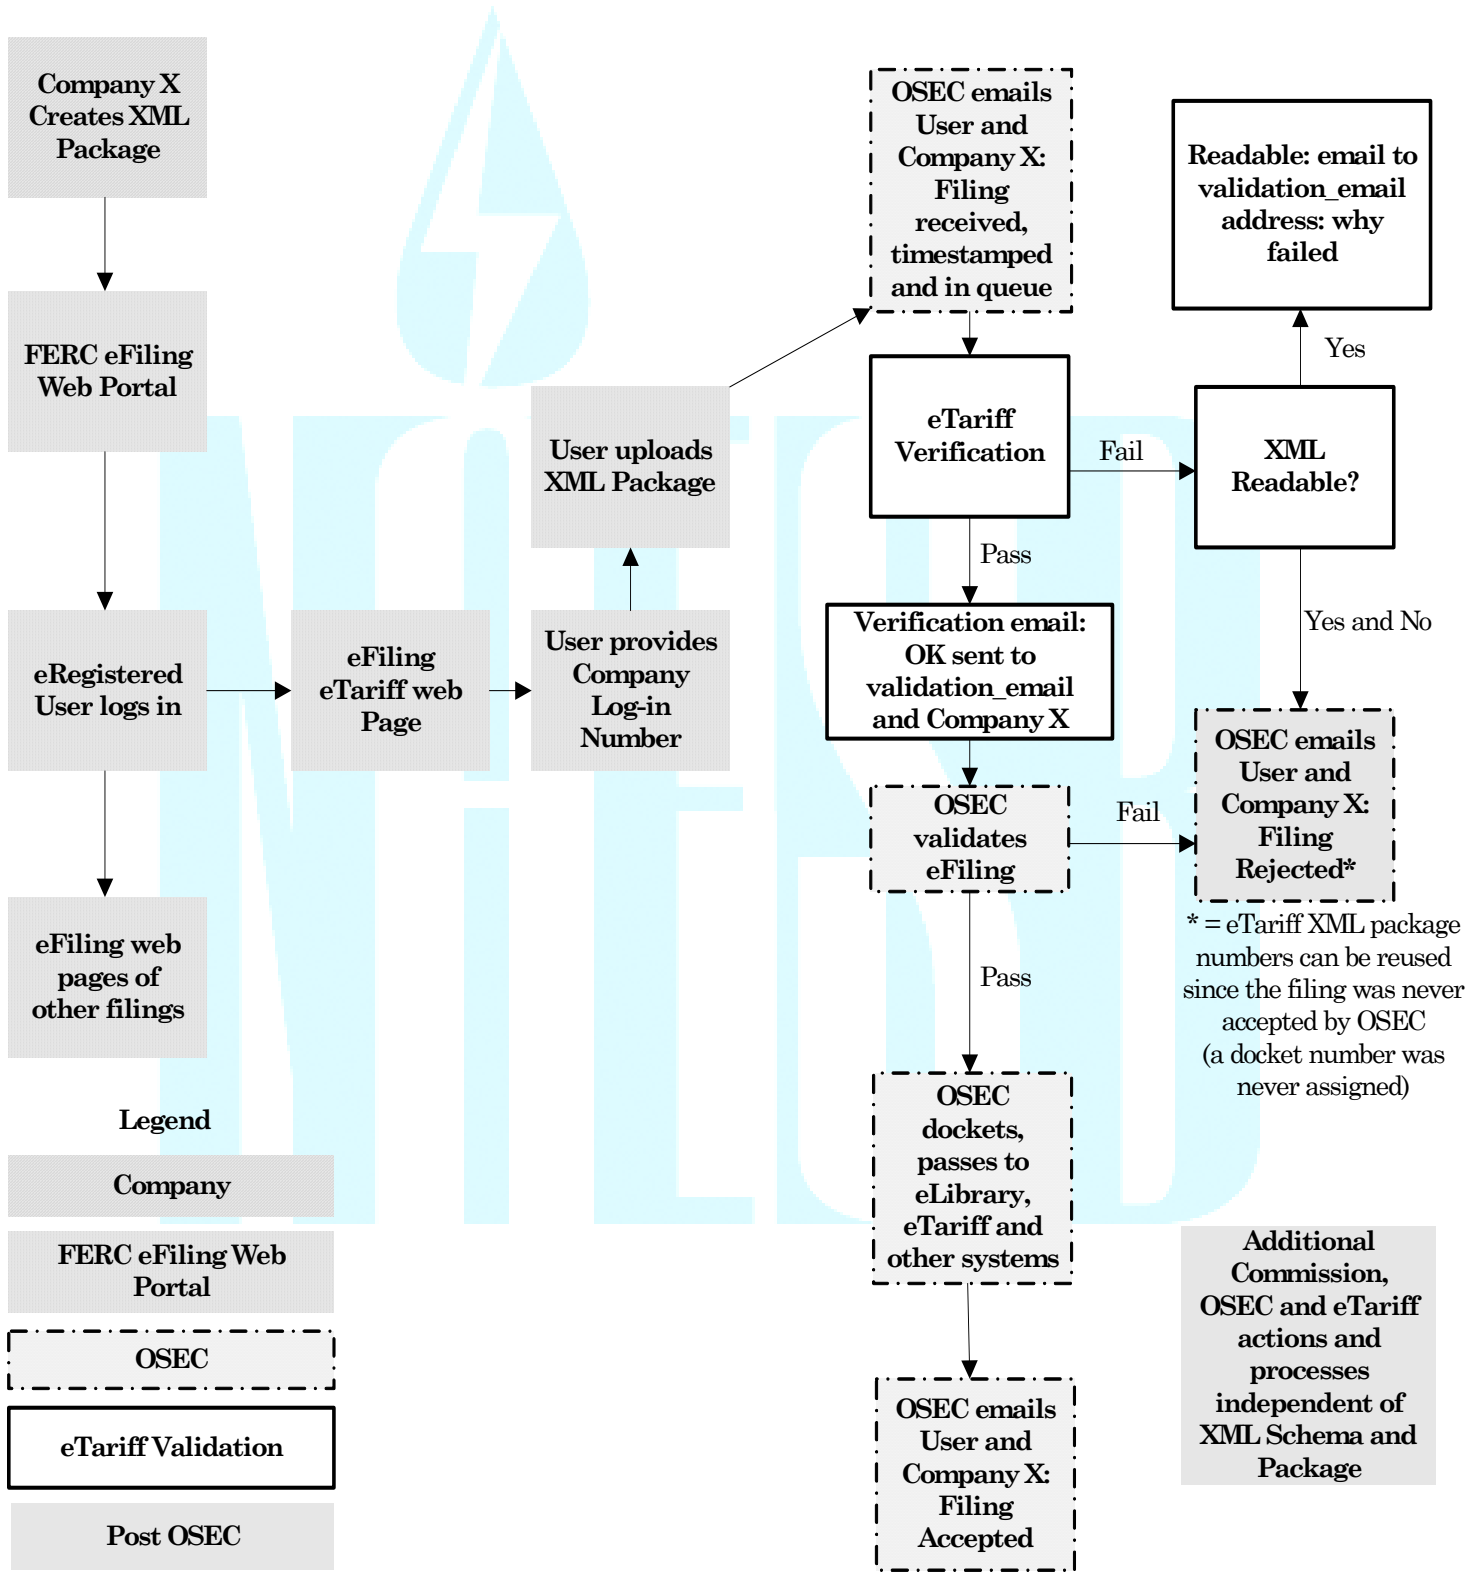 Company X
Creates XML
Package
FERC eFiling
Web Portal
eRegistered
User logs in
eFiling web
pages of
other filings
eFiling
eTariff web
Page
User provides
Company
Log-in
Number
User uploads
XML Package
OSEC emails
User and
Company X:
Filing
received,
timestamped
and in queue
eTariff
Verification
Fail
XML
Readable?
Yes
Readable: email to
validation_email
address: why
failed
Pass
Verification email:
OK sent to
validation_email
and Company X
Yes and No
OSEC
validates
eFiling
Fail
OSEC emails
User and
Company X:
Filing
Rejected*
* = eTariff XML package
numbers can be reused
since the filing was never
accepted by OSEC
(a docket number was
never assigned)
Pass
OSEC
dockets,
passes to
eLibrary,
eTariff and
other systems
OSEC emails
User and
Company X:
Filing
Accepted
Additional
Commission,
OSEC and eTariff
actions and
processes
independent of
XML Schema and
Package
Legend
Company
FERC eFiling Web
Portal
OSEC
eTariff Validation
Post OSEC
NAESB